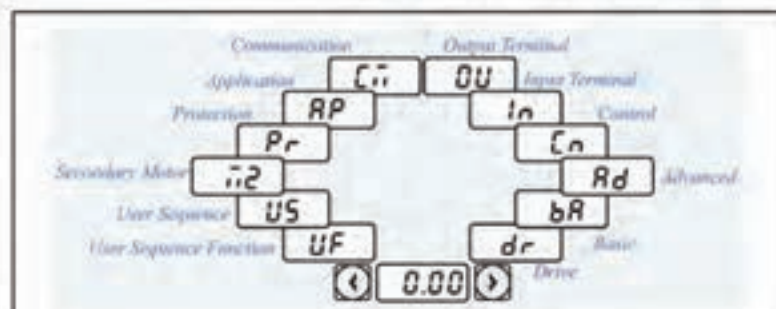 Communication Output Terminal
Application Cm OU Input Terminal
Protection AP In Control
Pr Cn
Secondary Motor m2 Ad Advanced
User Sequence US bA
User Sequence Function UF dr Basic
0.00 Drive